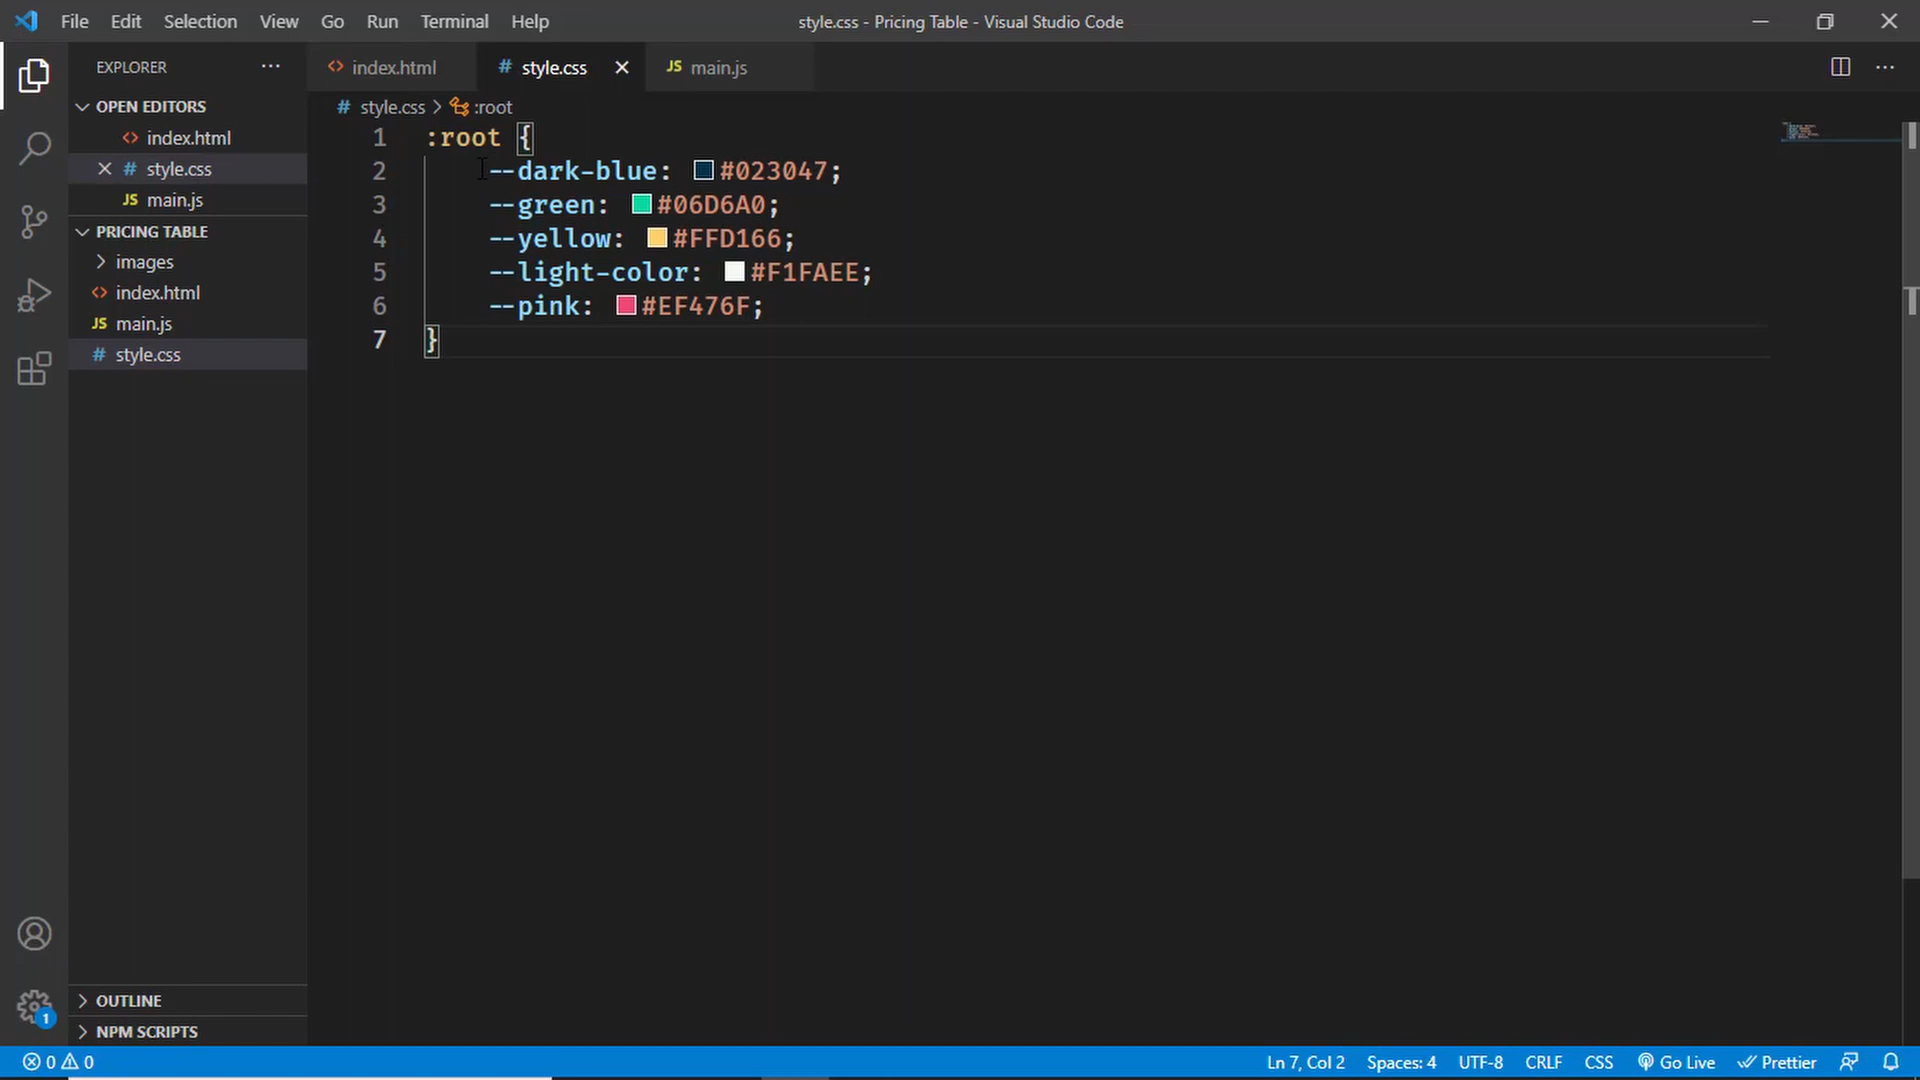 File Edit Selection View Go Run Terminal Help
style.css - Pricing Table - Visual Studio Code
EXPLORER
index.html
style.css
JS main.js
OPEN EDITORS
index.html
# style.css
JS main.js
PRICING TABLE
images
index.html
JS main.js
# style.css
# style.css > :root
1 :root {
2 --dark-blue: #023047;
3 --green: #06D6A0;
4 --yellow: #FFD166;
5 --light-color: #F1FAEE;
6 --pink: #EF476F;
7 }
OUTLINE
NPM SCRIPTS
1
0 0
Ln 7, Col 2 Spaces: 4 UTF-8 CRLF CSS Go Live Prettier